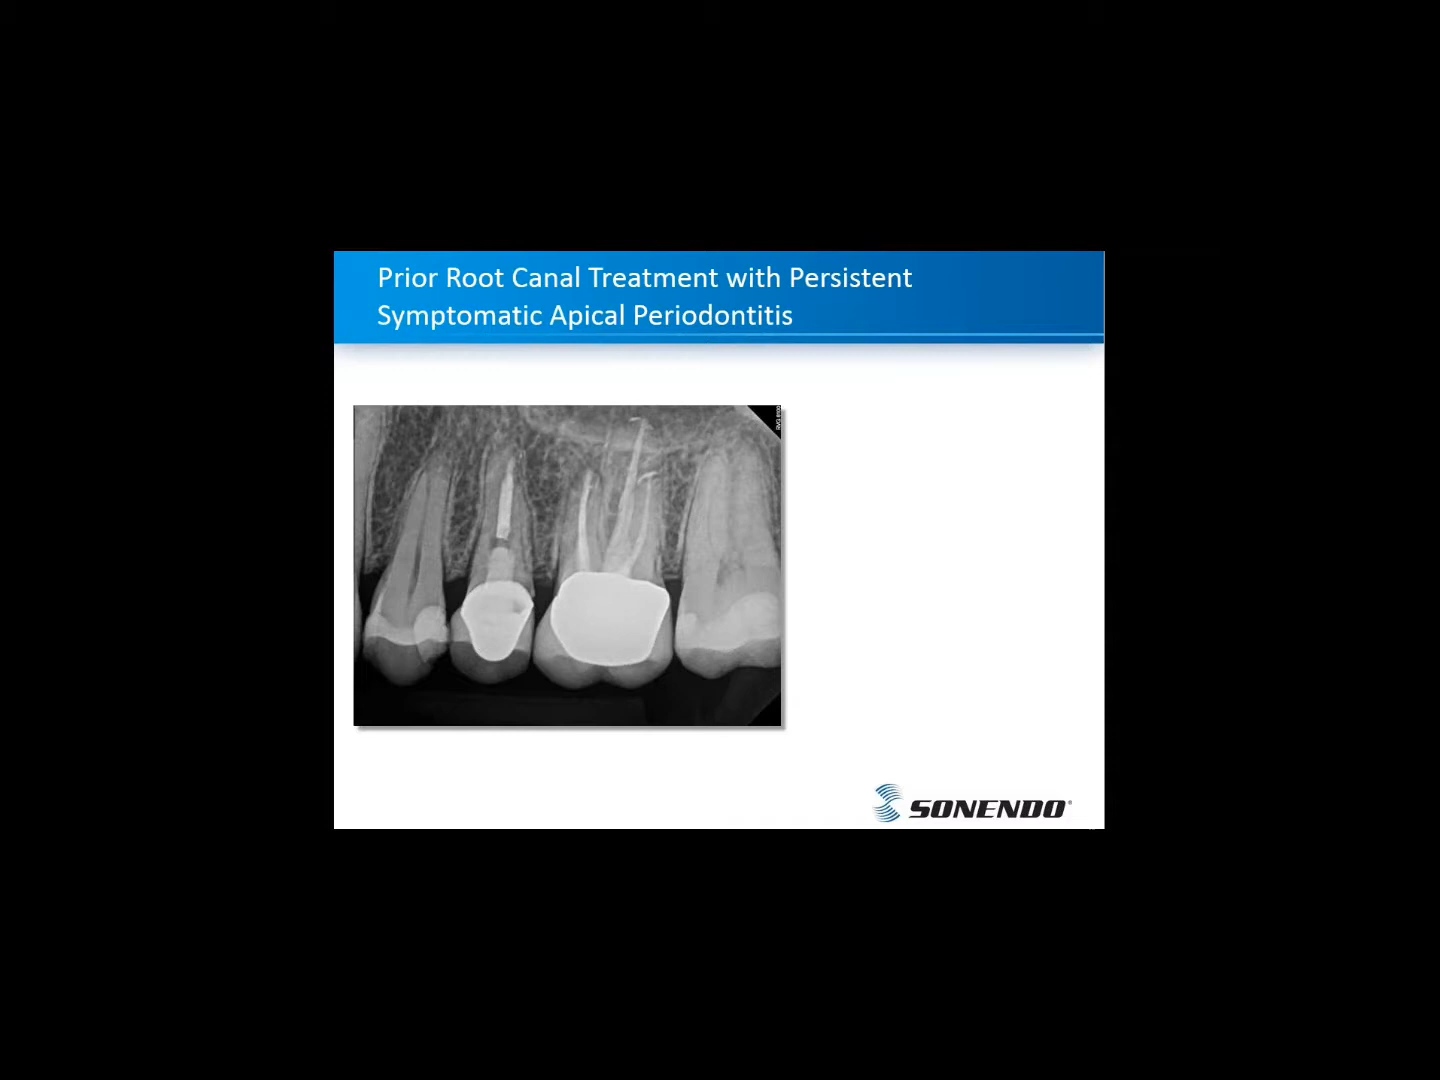 Prior Root Canal Treatment with Persistent
Symptomatic Apical Periodontitis
SONENDO®